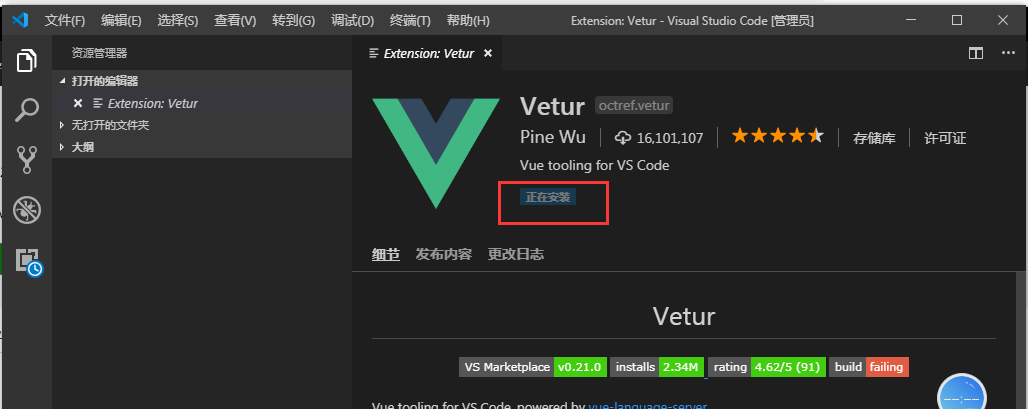 文件(F) 编辑(E) 选择(S) 查看(V) 转到(G) 调试(D) 终端(T) 帮助(H) Extension: Vetur - Visual Studio Code [管理员]
资源管理器
Extension: Vetur
打开的编辑器
Extension: Vetur
无打开的文件夹
大纲
Vetur octref.vetur
Pine Wu 16,101,107 存储库 许可证
Vue tooling for VS Code
正在安装
细节 发布内容 更改日志
Vetur
VS Marketplace v0.21.0 installs 2.34M rating 4.62/5 (91) build failing
--:--
Vue tooling for VS Code, powered by vue-language-server